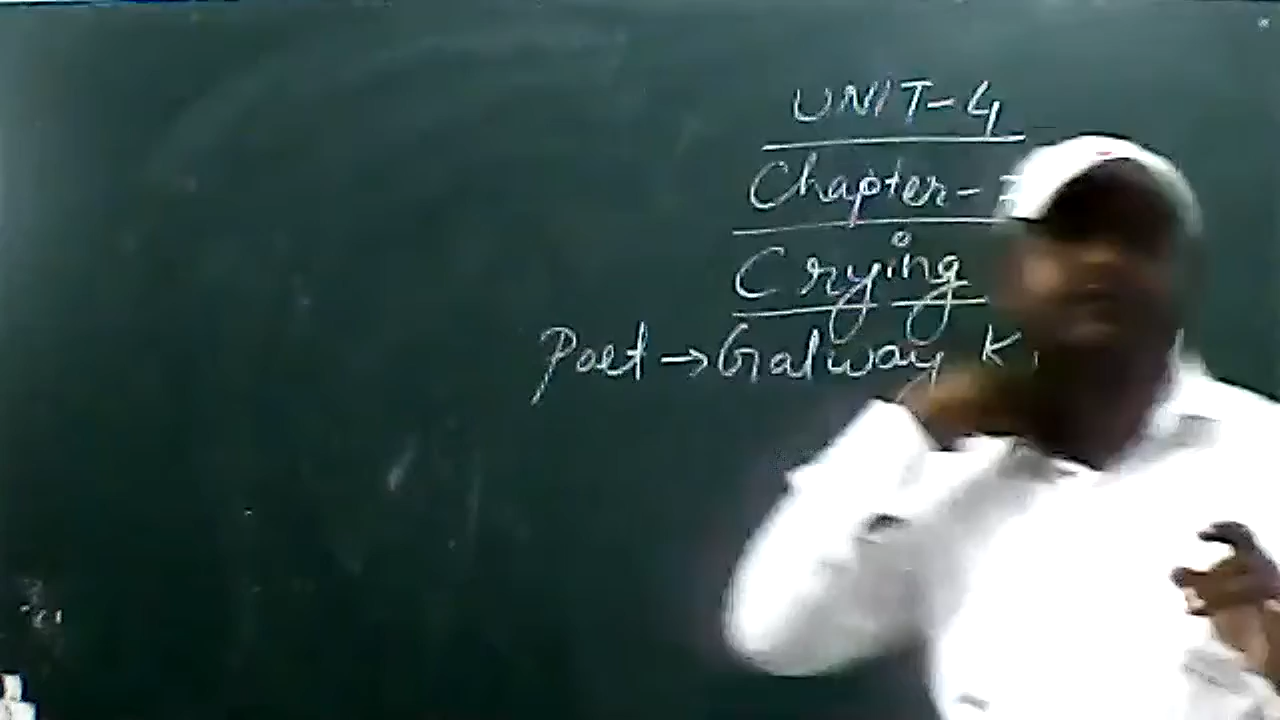 UNIT-4
Chapter-
Crying
Poet → Galway K